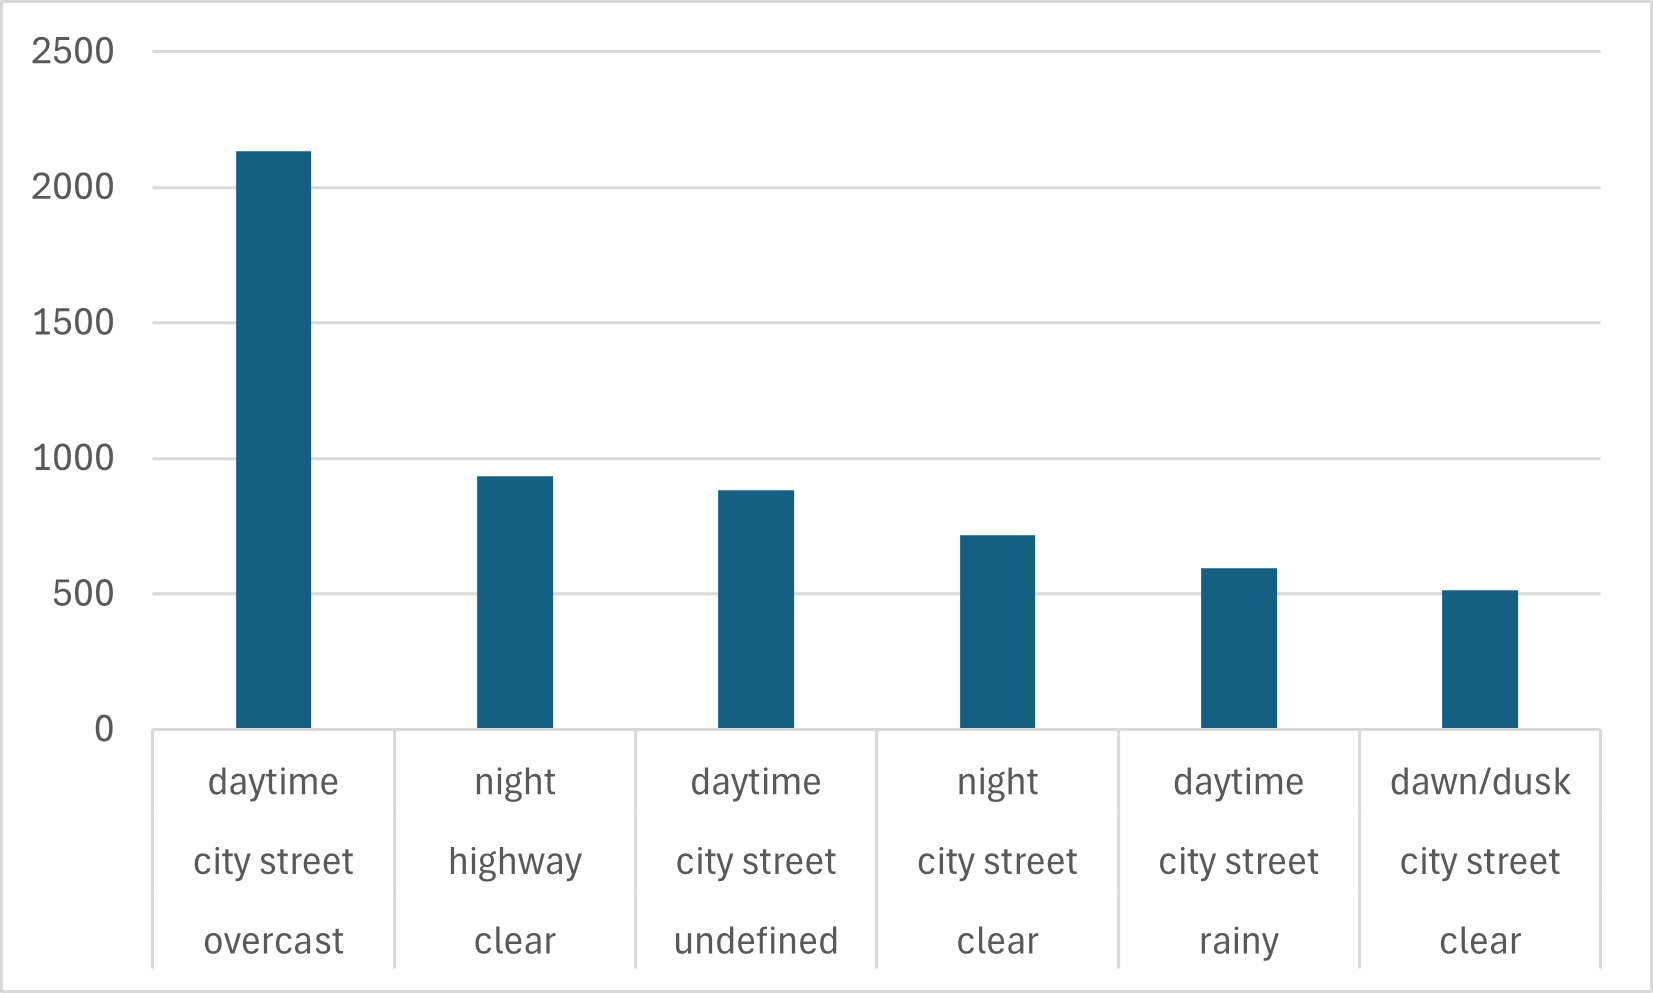 2500
2000
1500
1000
500
0
daytime night daytime night daytime dawn/dusk
city street highway city street city street city street city street
overcast clear undefined clear rainy clear